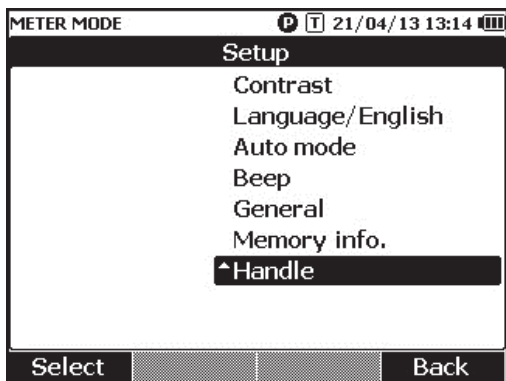 METER MODE P T 21/04/13 13:14
Setup
Contrast
Language/English
Auto mode
Beep
General
Memory info.
Handle
Select Back